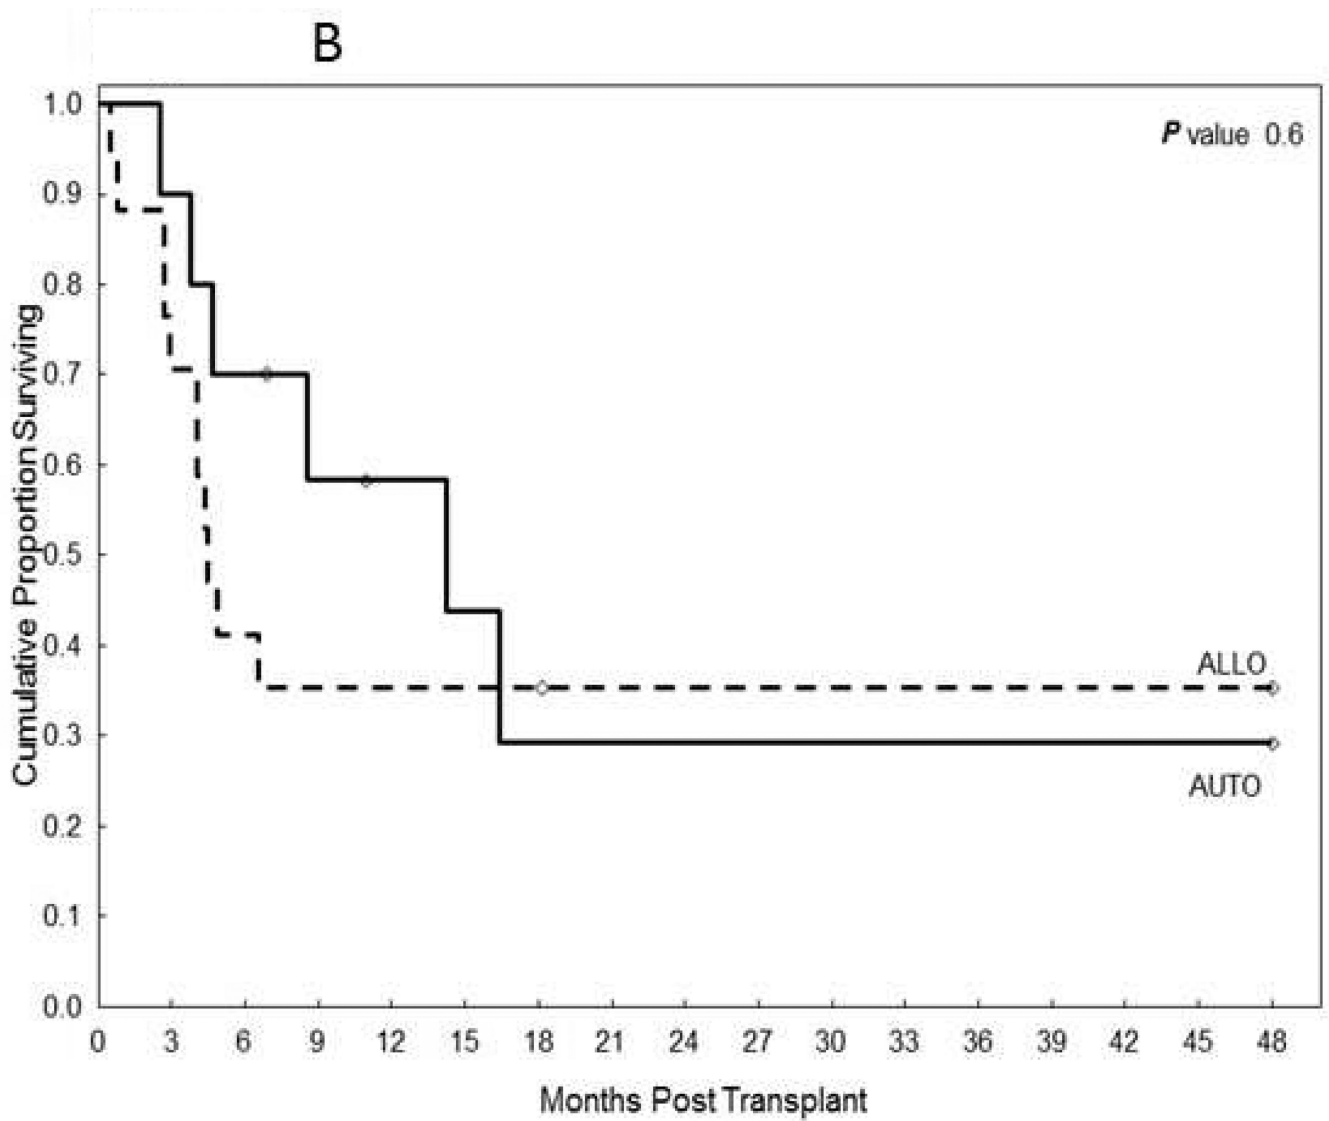 B
P value 0.6
Cumulative Proportion Surviving
1.0
0.9
0.8
0.7
0.6
0.5
0.4
0.3
0.2
0.1
0.0
ALLO
AUTO
0 3 6 9 12 15 18 21 24 27 30 33 36 39 42 45 48
Months Post Transplant